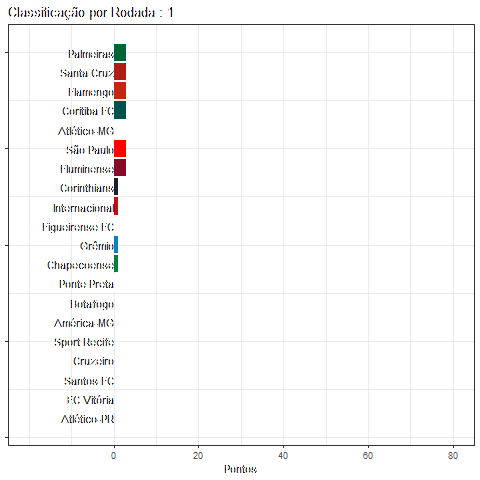 Classificação por Rodada : 1
Palmeiras
Santa Cruz
Flamengo
Coritiba FC
Atlético-MG
São Paulo
Fluminense
Corinthians
Internacional
Figueirense FC
Grêmio
Chapecoense
Ponte Preta
Botafogo
América-MG
Sport Recife
Cruzeiro
Santos FC
EC Vitória
Atlético-PR
0 20 40 60 80
Pontos